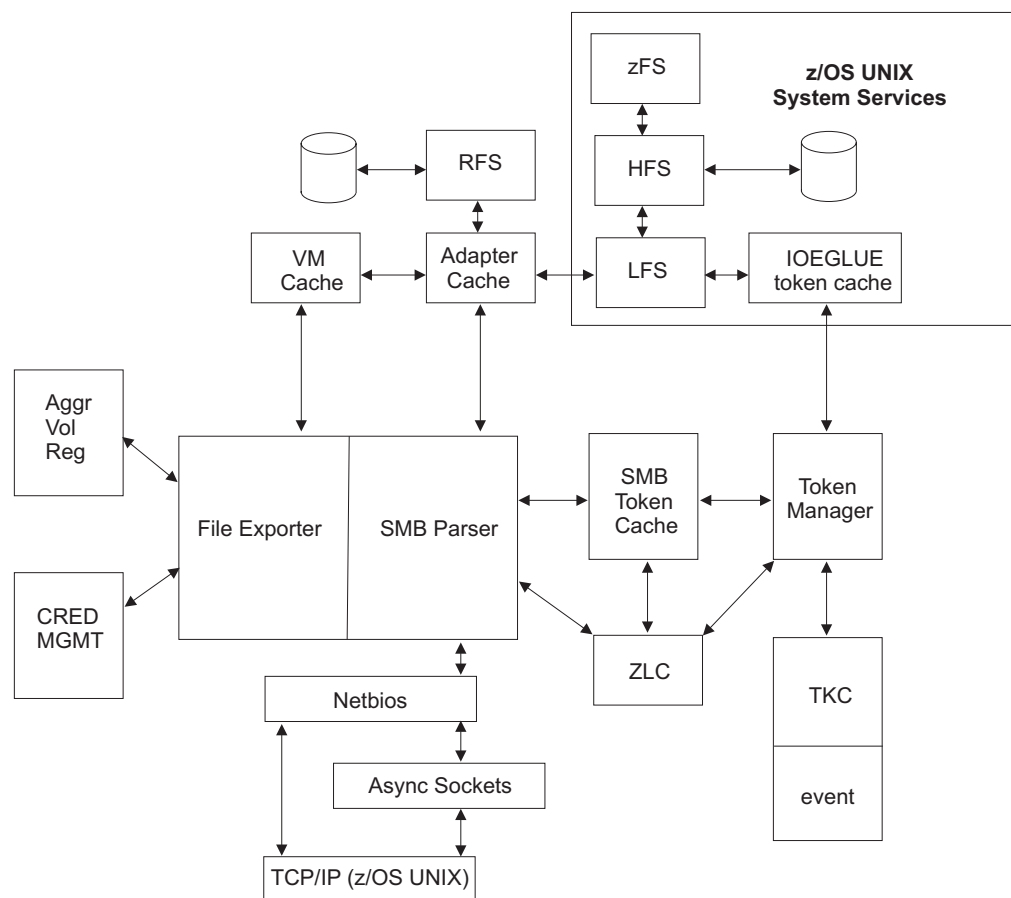 zFS
z/OS UNIX
System Services
RFS
HFS
VM
Cache
Adapter
Cache
LFS
IOEGLUE
token cache
Aggr
Vol
Reg
File Exporter
SMB Parser
SMB
Token
Cache
Token
Manager
CRED
MGMT
ZLC
TKC
Netbios
Async Sockets
event
TCP/IP (z/OS UNIX)